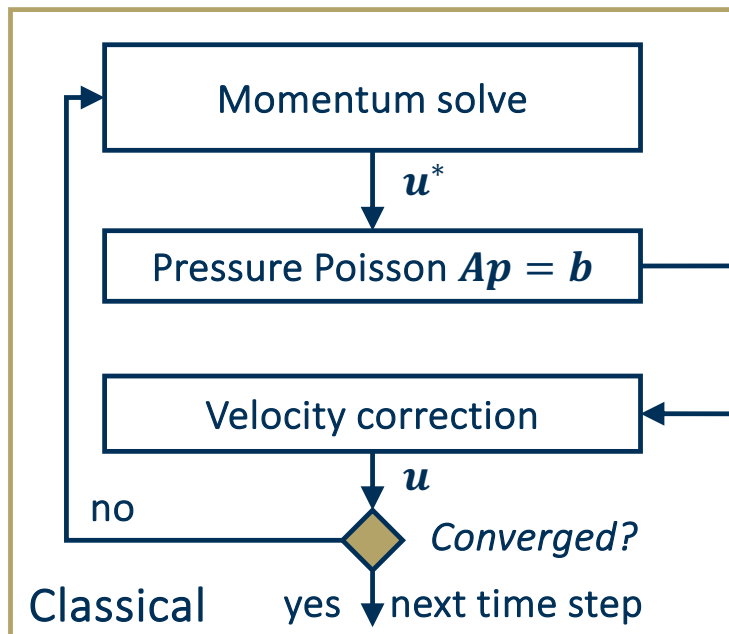 Momentum solve
u*
Pressure Poisson Ap = b
Velocity correction
u
no
Converged?
Classical
yes next time step